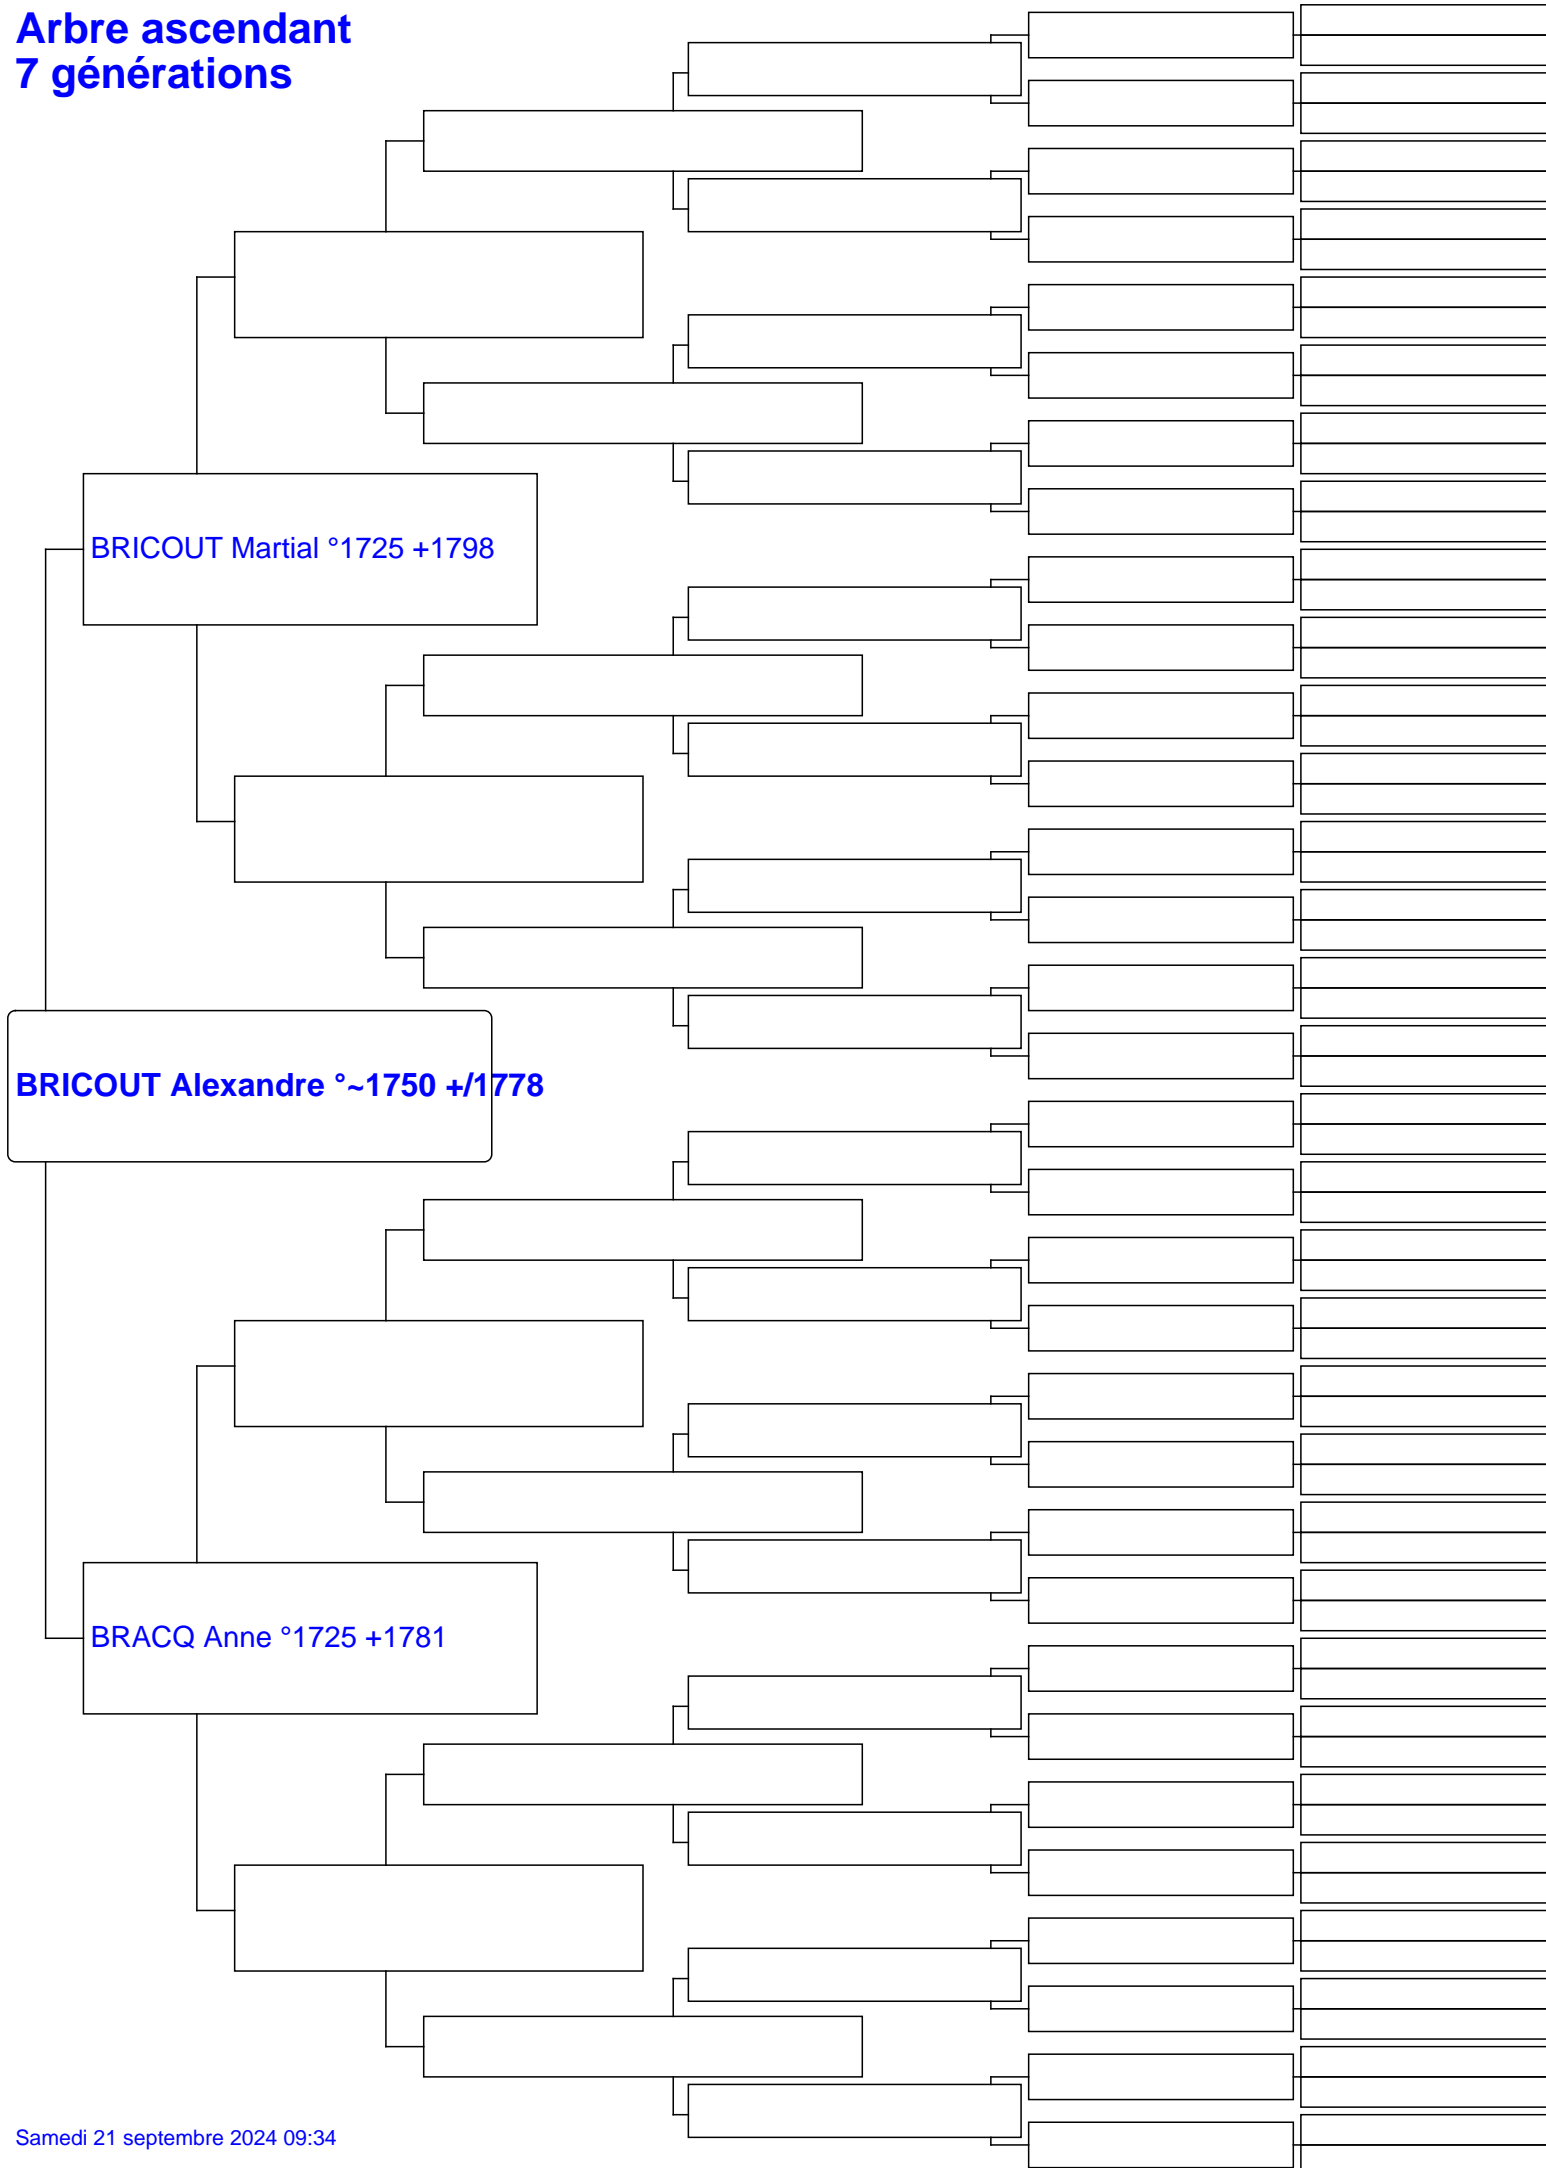 Arbre ascendant
7 générations
BRICOUT Martial °1725 +1798
BRICOUT Alexandre °~1750 +/1778
BRACQ Anne °1725 +1781
Samedi 21 septembre 2024 09:34